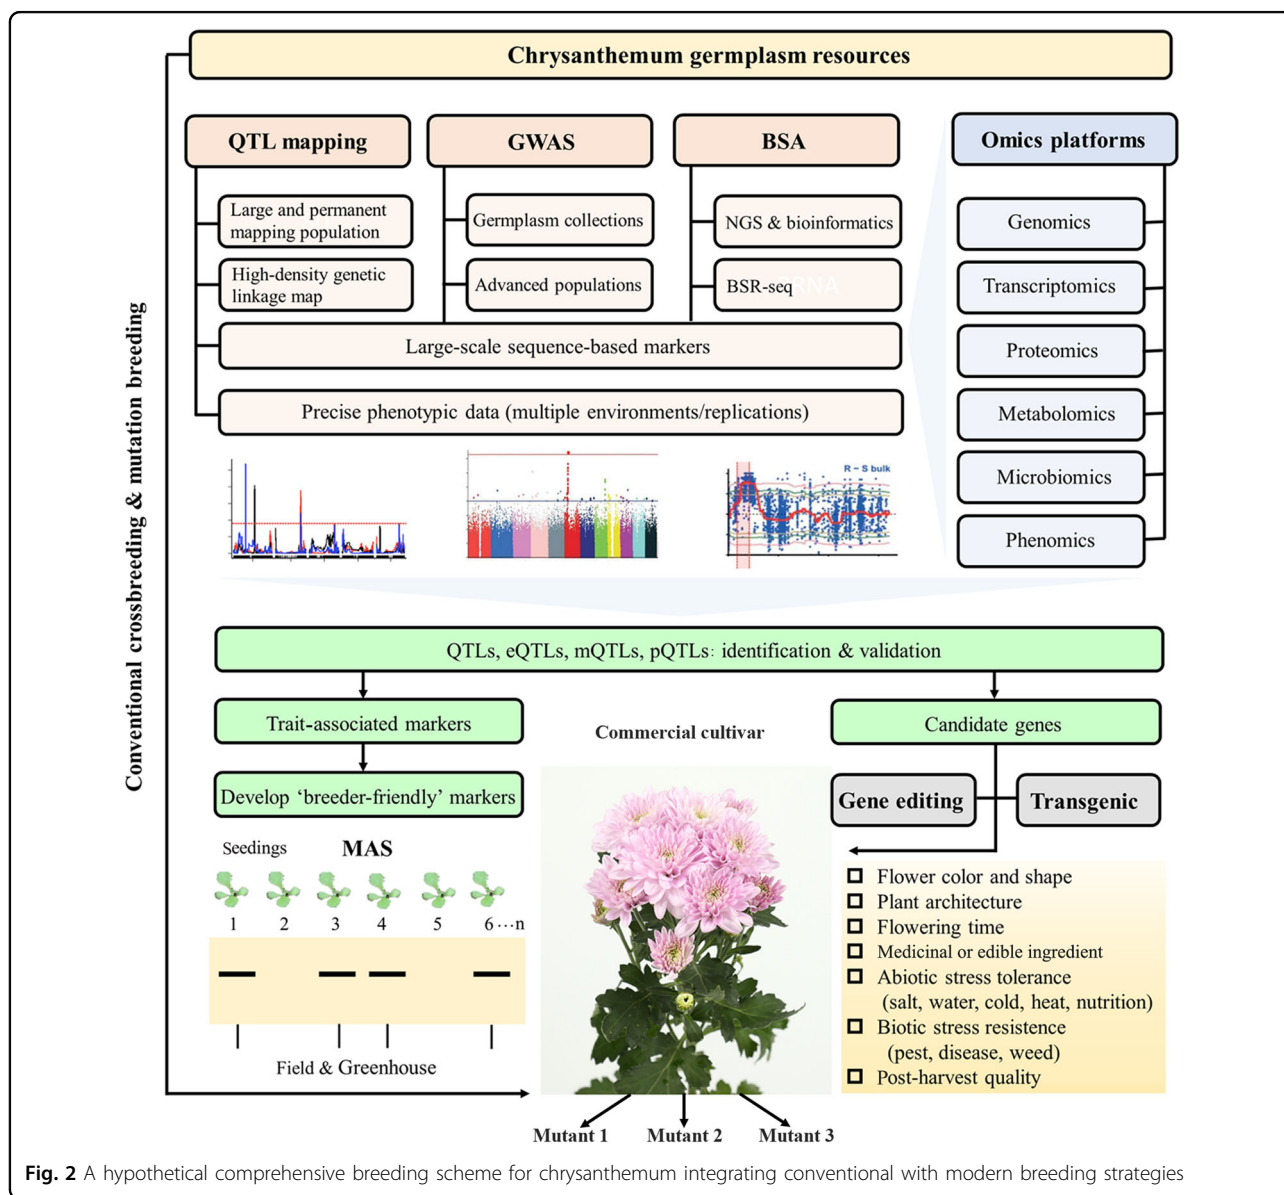 Chrysanthemum germplasm resources
Conventional crossbreeding & mutation breeding
QTL mapping
GWAS
BSA
Omics platforms
Large and permanent
mapping population
High-density genetic
linkage map
Germplasm collections
Advanced populations
NGS & bioinformatics
BSR-seq
RNA
Large-scale sequence-based markers
Precise phenotypic data (multiple environments/replications)
Genomics
Transcriptomics
Proteomics
Metabolomics
Microbiomics
Phenomics
R – S bulk
QTLs, eQTLs, mQTLs, pQTLs: identification & validation
Trait-associated markers
Develop ‘breeder-friendly’ markers
Seedings
MAS
1 2 3 4 5 6 ···n
Field & Greenhouse
Commercial cultivar
Candidate genes
Gene editing
Transgenic
Flower color and shape
Plant architecture
Flowering time
Medicinal or edible ingredient
Abiotic stress tolerance
(salt, water, cold, heat, nutrition)
Biotic stress resistence
(pest, disease, weed)
Post-harvest quality
Mutant 1
Mutant 2
Mutant 3
Fig. 2 A hypothetical comprehensive breeding scheme for chrysanthemum integrating conventional with modern breeding strategies